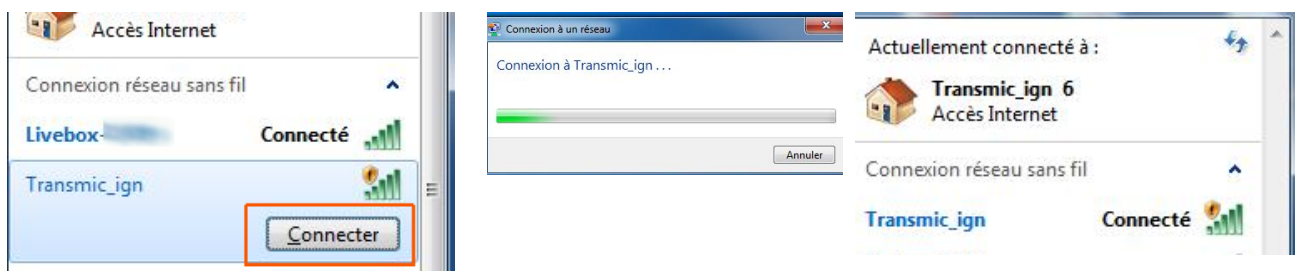 Accès Internet
Connexion réseau sans fil
Livebox- Connecté
Transmic_ign
Connecter
Connexion à un réseau
Connexion à Transmic_ign . . .
Annuler
Actuellement connecté à :
Transmic_ign 6
Accès Internet
Connexion réseau sans fil
Transmic_ign Connecté